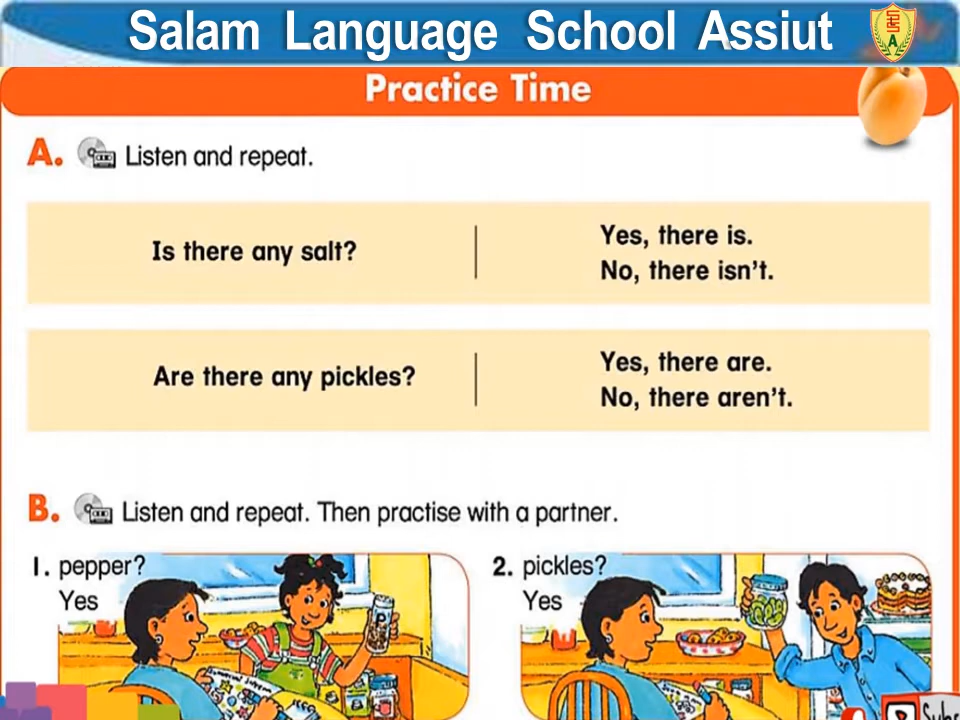 Salam Language School Assiut
Practice Time
A. Listen and repeat.
Is there any salt?
Yes, there is.
No, there isn't.
Are there any pickles?
Yes, there are.
No, there aren't.
B. Listen and repeat. Then practise with a partner.
1. pepper?
Yes
2. pickles?
Yes